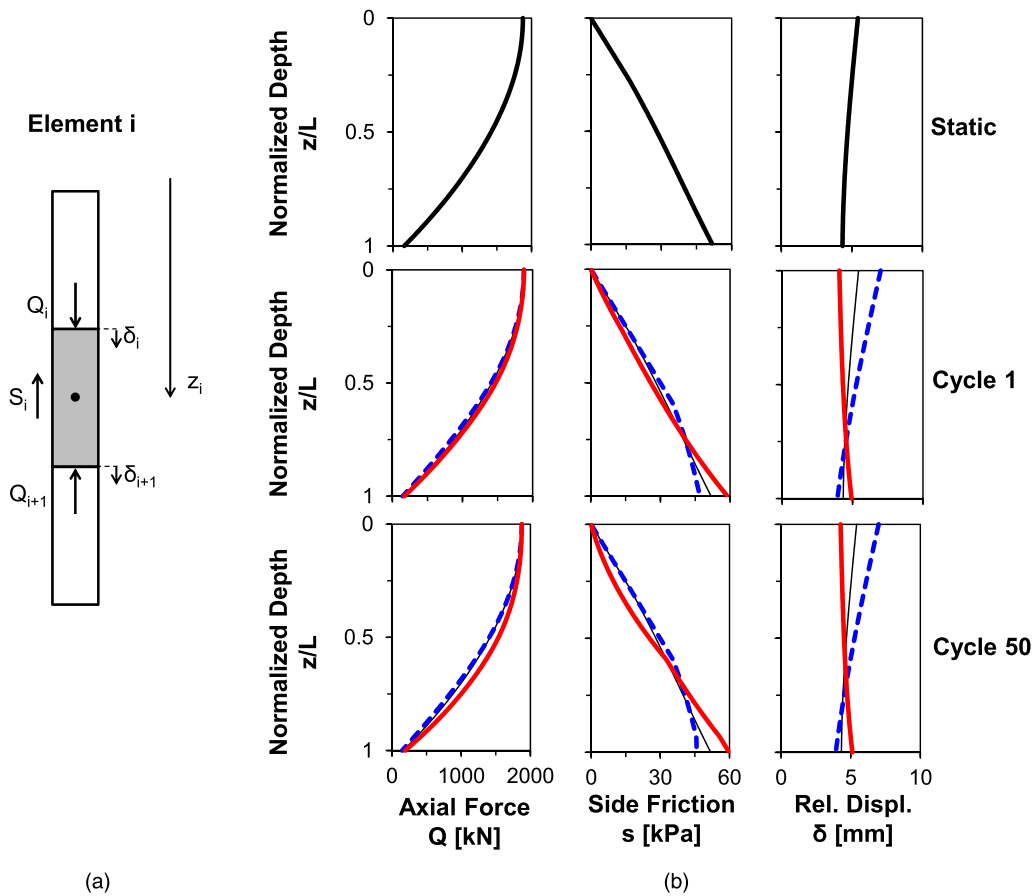 Element i
Q_i
δ_i
S_i
z_i
δ_{i+1}
Q_{i+1}
(a)
0
0.5
1
Normalized Depth
z/L
Static
0
0.5
1
Normalized Depth
z/L
Cycle 1
0
0.5
1
Normalized Depth
z/L
Cycle 50
0 1000 2000
0 30 60
0 5 10
Axial Force
Q [kN]
Side Friction
s [kPa]
Rel. Displ.
δ [mm]
(b)